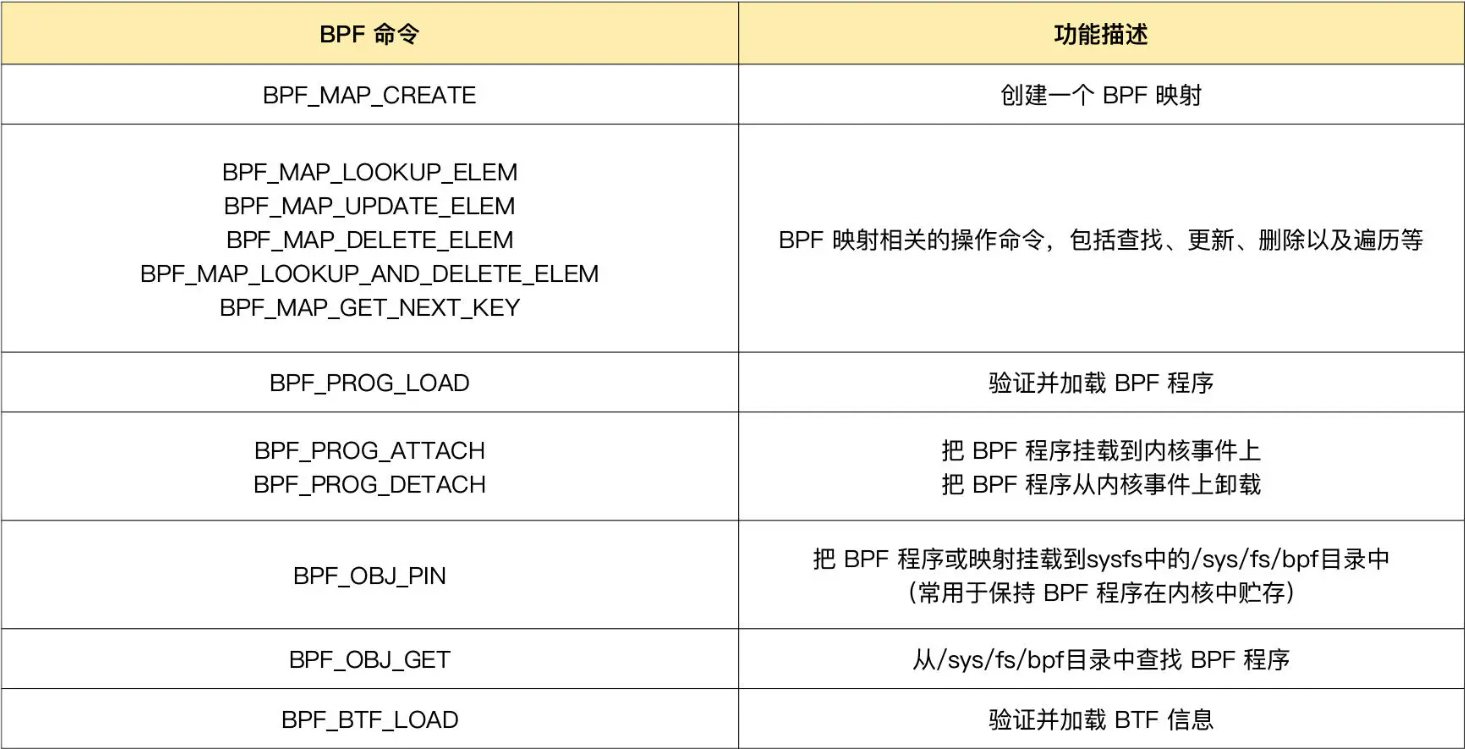 BPF 命令
功能描述
BPF_MAP_CREATE
创建一个 BPF 映射
BPF_MAP_LOOKUP_ELEM
BPF_MAP_UPDATE_ELEM
BPF_MAP_DELETE_ELEM
BPF_MAP_LOOKUP_AND_DELETE_ELEM
BPF_MAP_GET_NEXT_KEY
BPF 映射相关的操作命令，包括查找、更新、删除以及遍历等
BPF_PROG_LOAD
验证并加载 BPF 程序
BPF_PROG_ATTACH
BPF_PROG_DETACH
把 BPF 程序挂载到内核事件上
把 BPF 程序从内核事件上卸载
BPF_OBJ_PIN
把 BPF 程序或映射挂载到sysfs中的/sys/fs/bpf目录中
（常用于保持 BPF 程序在内核中贮存）
BPF_OBJ_GET
从/sys/fs/bpf目录中查找 BPF 程序
BPF_BTF_LOAD
验证并加载 BTF 信息